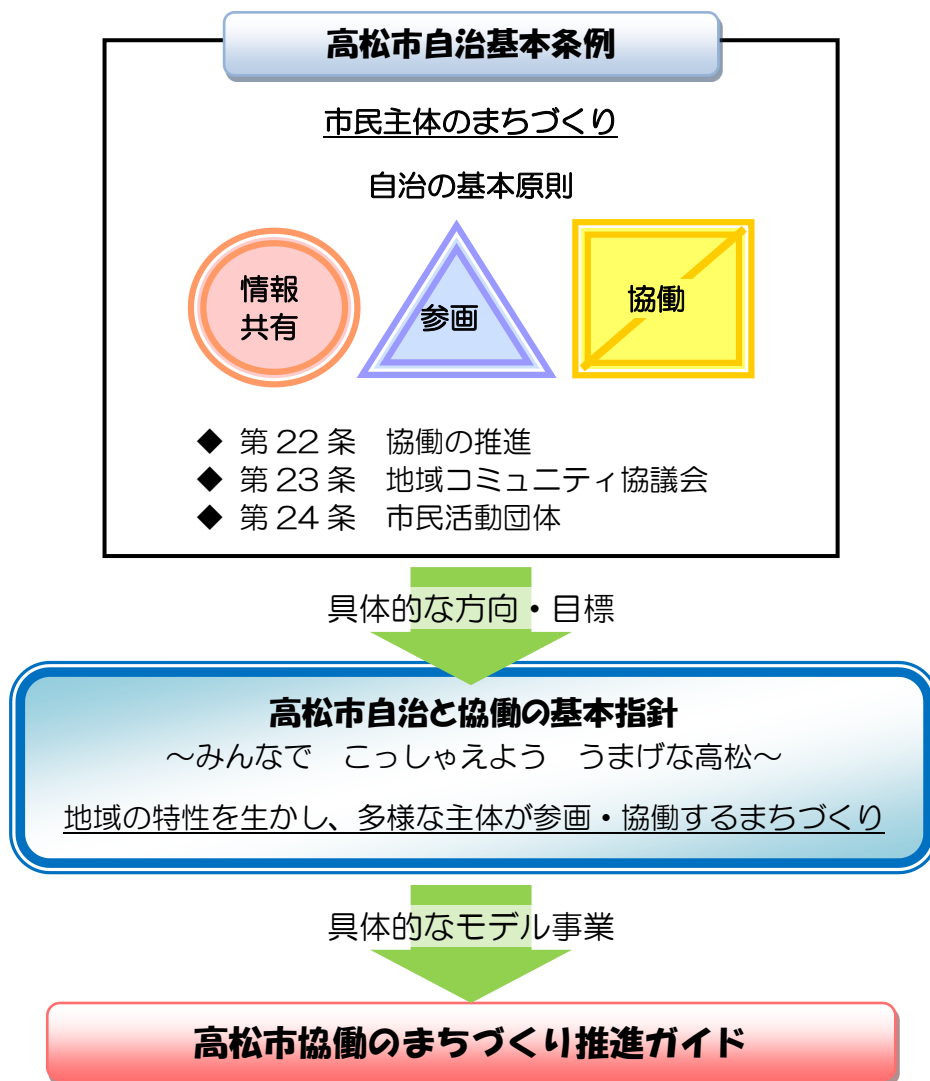 高松市自治基本条例
市民主体のまちづくり
自治の基本原則
情報
共有
参画
協働
◆ 第22条 協働の推進
◆ 第23条 地域コミュニティ協議会
◆ 第24条 市民活動団体
具体的な方向・目標
高松市自治と協働の基本指針
～みんなで こっしゃえよう うまげな高松～
地域の特性を生かし、多様な主体が参画・協働するまちづくり
具体的なモデル事業
高松市協働のまちづくり推進ガイド